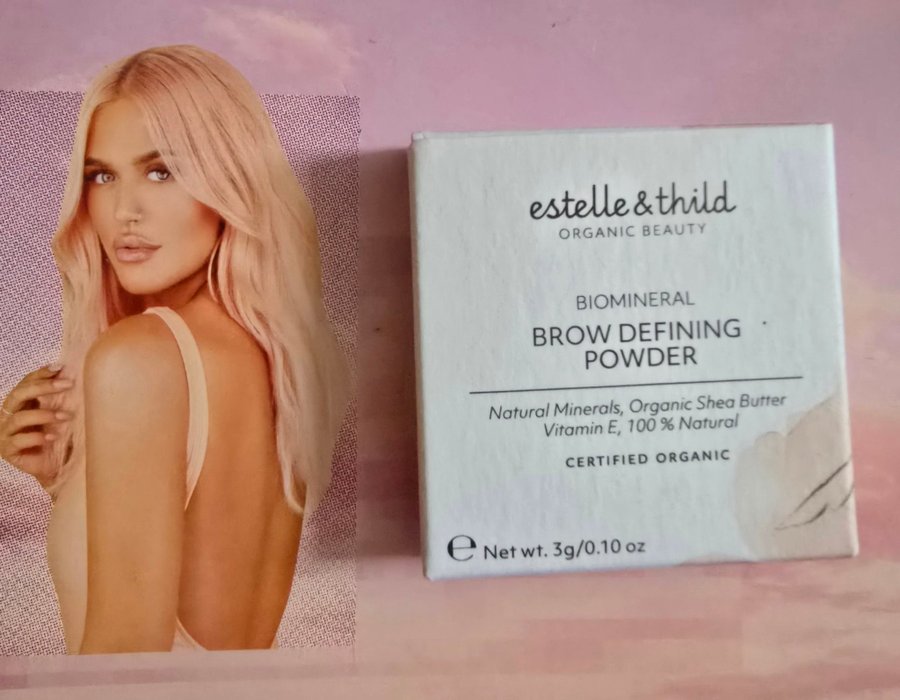 estelle & thild
ORGANIC BEAUTY
BIOMINERAL
BROW DEFINING
POWDER
Natural Minerals, Organic Shea Butter
Vitamin E, 100 % Natural
CERTIFIED ORGANIC
℮ Net wt. 3g/0.10 oz